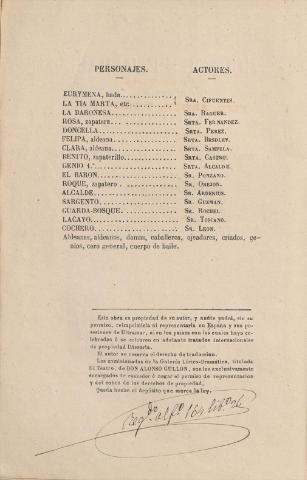 PERSONAJES. ACTORES.
EURYMENA, hada
LA TIA MARTA, etc. SRA. CIFUENTES.
LA BARONESA SRA. BAGUER.
ROSA, zapatera SRTA. FERNANDEZ.
DONCELLA SRTA. PEREZ.
FELIPA, aldeana SRTA. BEDLEY.
CLARA, aldeana SRTA. SAMPELA.
BENITO, zapaterillo SRTA. CASTRO.
GENIO 1.º SRTA. ALCALDE.
EL BARON SR. PONZANO.
ROQUE, zapatero SR. OREJON.
ALCALDE SR. ARDERIUS.
SARGENTO SR. GUZMAN.
GUARDA-BOSQUE SR. ROCHEL.
LACAYO SR. TOSCANO.
COCHERO SR. LEON.
Aldeanas, aldeanos, damas, caballeros, ojeadores, criados, ge-
nios, coro general, cuerpo de baile.
Esta obra es propiedad de su autor, y nadie podrá, sin su
permiso, reimprimirla ni representarla en España y sus po-
sesiones de Ultramar, ni en los países con los cuales haya ce-
lebrados ó se celebren en adelante tratados internacionales
de propiedad literaria.
El autor se reserva el derecho de traduccion.
Los comisionados de la Galería Lírico-Dramática, titulada
El Teatro, de DON ALONSO GULLON, son los exclusivamente
encargados de conceder ó negar el permiso de representacion
y del cobro de los derechos de propiedad.
Queda hecho el depósito que marca la ley.